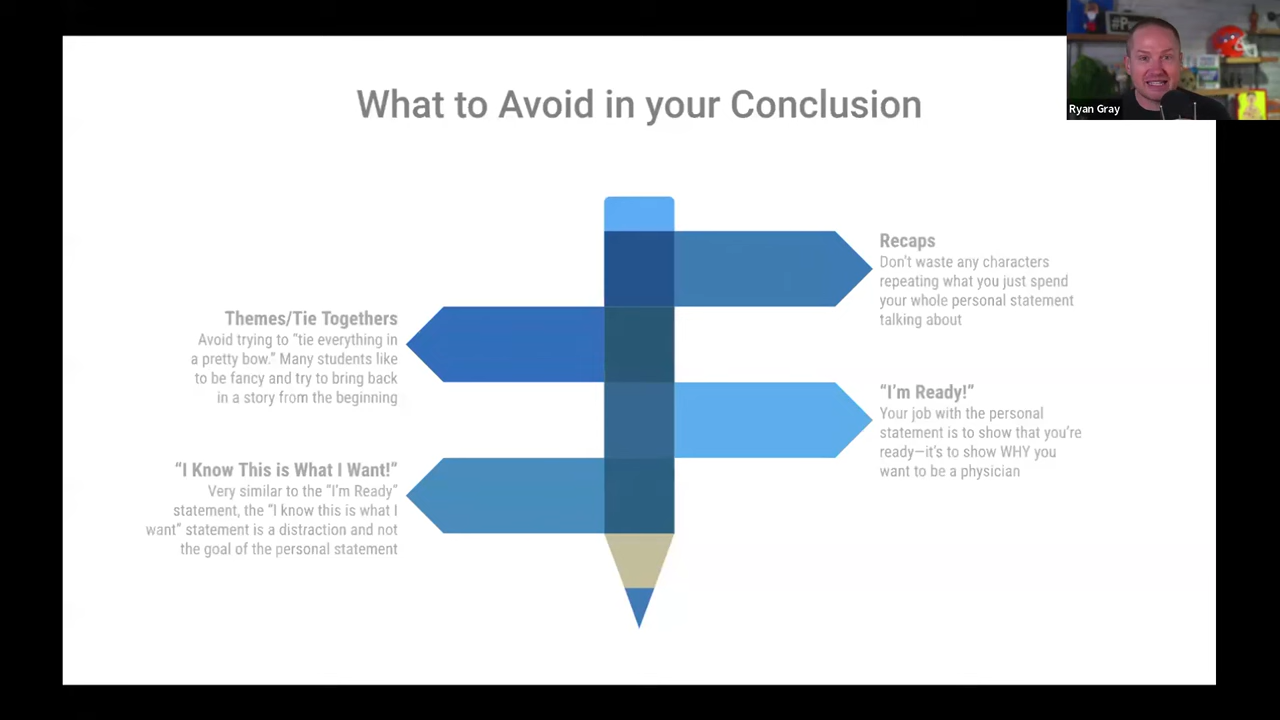 What to Avoid in your Conclusion
#P
Ryan Gray
Recaps
Don't waste any characters
repeating what you just spend
your whole personal statement
talking about
Themes/Tie Togethers
Avoid trying to “tie everything in
a pretty bow.” Many students like
to be fancy and try to bring back
in a story from the beginning
“I’m Ready!”
Your job with the personal
statement is to show that you’re
ready—it’s to show WHY you
want to be a physician
“I Know This is What I Want!“
Very similar to the “I’m Ready”
statement, the “I know this is what I
want” statement is a distraction and not
the goal of the personal statement